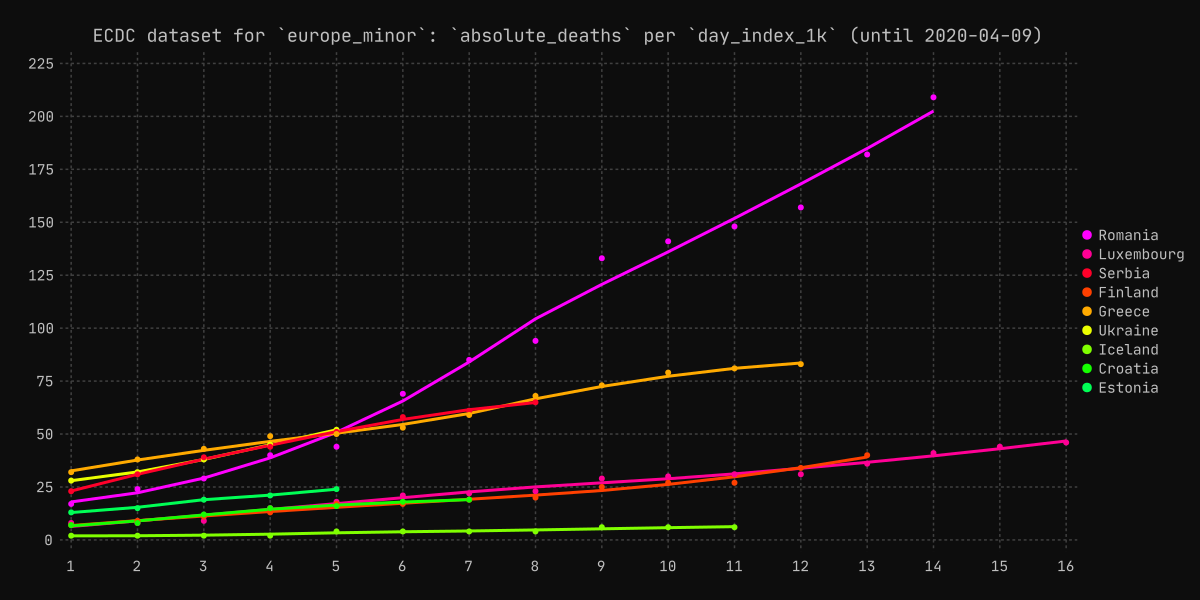 ECDC dataset for `europe_minor`: `absolute_deaths` per `day_index_1k` (until 2020-04-09)
225
200
175
150
125
100
75
50
25
0
1 2 3 4 5 6 7 8 9 10 11 12 13 14 15 16
Romania
Luxembourg
Serbia
Finland
Greece
Ukraine
Iceland
Croatia
Estonia